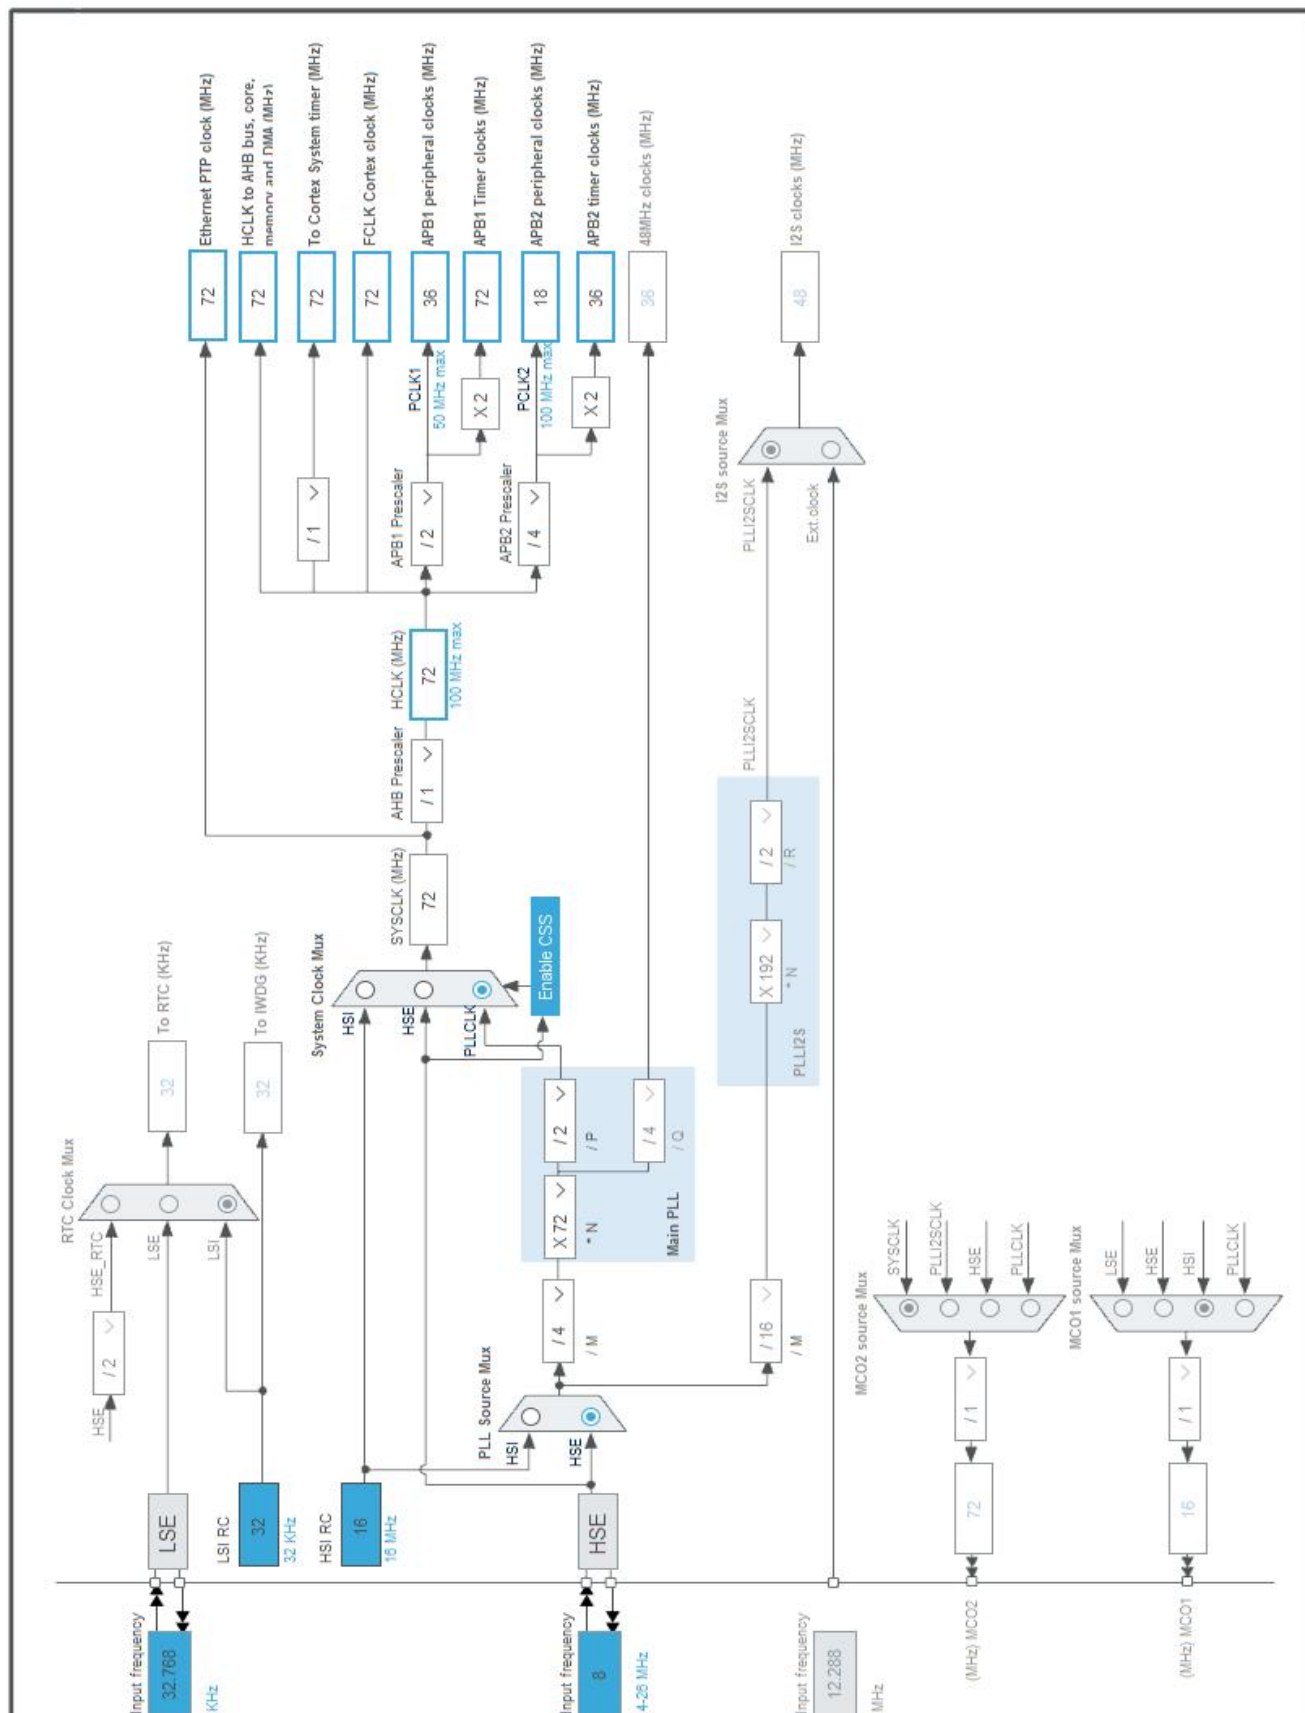 Input frequency
32.768
KHz
LSE
LSI RC
32
32 KHz
HSE
/ 2
HSE_RTC
LSE
LSI
RTC Clock Mux
32
To RTC (KHz)
32
To IWDG (KHz)
HSI RC
16
16 MHz
Input frequency
8
4-26 MHz
HSE
PLL Source Mux
HSI
HSE
/ 4
/ M
X 72
* N
/ 2
/ P
/ 4
/ Q
Main PLL
System Clock Mux
HSI
HSE
PLLCLK
Enable CSS
SYSCLK (MHz)
72
AHB Prescaler
/ 1
HCLK (MHz)
72
100 MHz max
/ 1
APB1 Prescaler
/ 2
PCLK1
50 MHz max
X 2
APB2 Prescaler
/ 4
PCLK2
100 MHz max
X 2
72
Ethernet PTP clock (MHz)
72
HCLK to AHB bus, core,
memory and DMA (MHz)
72
To Cortex System timer (MHz)
72
FCLK Cortex clock (MHz)
36
APB1 peripheral clocks (MHz)
72
APB1 Timer clocks (MHz)
18
APB2 peripheral clocks (MHz)
36
APB2 timer clocks (MHz)
36
48MHz clocks (MHz)
/ 16
/ M
PLLI2S
X 192
* N
/ 2
/ R
PLLI2SCLK
PLLI2SCLK
I2S source Mux
Ext.clock
48
I2S clocks (MHz)
Input frequency
12.288
MHz
(MHz) MCO2
72
/ 1
MCO2 source Mux
SYSCLK
PLLI2SCLK
HSE
PLLCLK
(MHz) MCO1
16
/ 1
MCO1 source Mux
LSE
HSE
HSI
PLLCLK